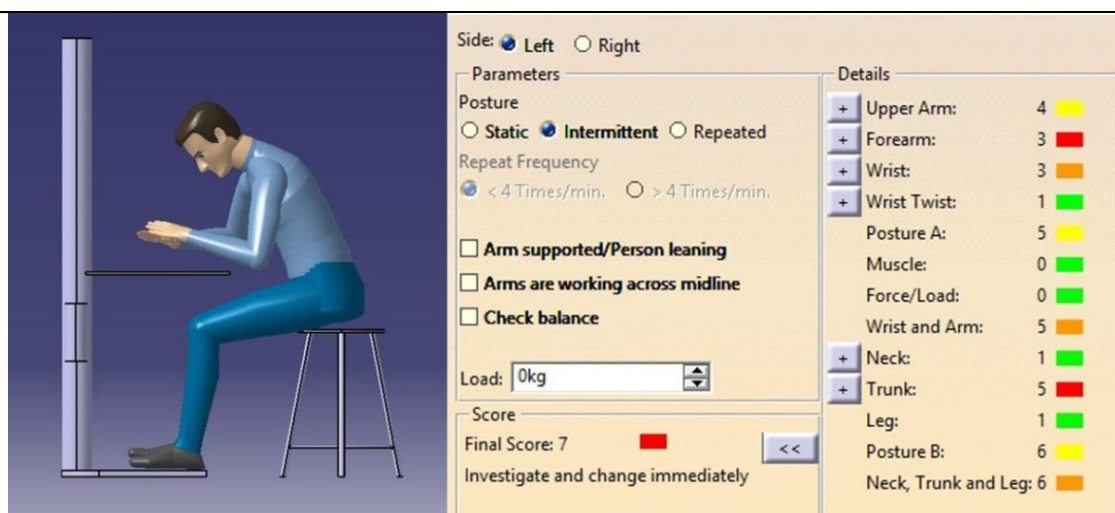 Side: Left Right
Parameters
Posture
Static Intermittent Repeated
Repeat Frequency
< 4 Times/min. > 4 Times/min.
Arm supported/Person leaning
Arms are working across midline
Check balance
Load: 0kg
Score
Final Score: 7
<<
Investigate and change immediately
Details
+ Upper Arm: 4
+ Forearm: 3
+ Wrist: 3
+ Wrist Twist: 1
Posture A: 5
Muscle: 0
Force/Load: 0
Wrist and Arm: 5
+ Neck: 1
+ Trunk: 5
Leg: 1
Posture B: 6
Neck, Trunk and Leg: 6